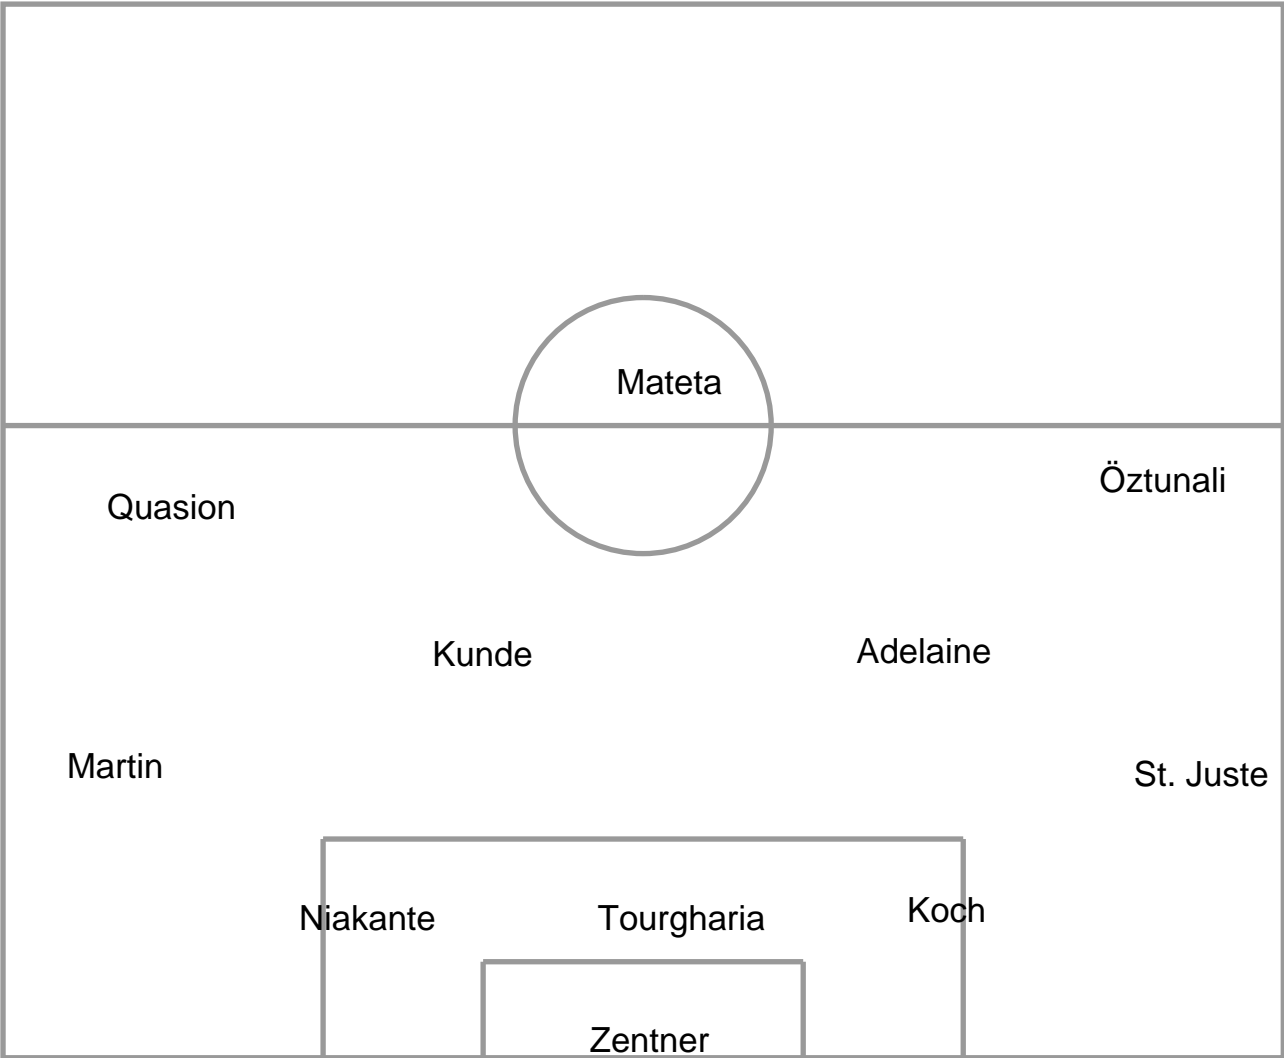 Mateta
Öztunali
Quasion
Kunde
Adelaine
Martin
St. Juste
Niakante
Tourgharia
Koch
Zentner